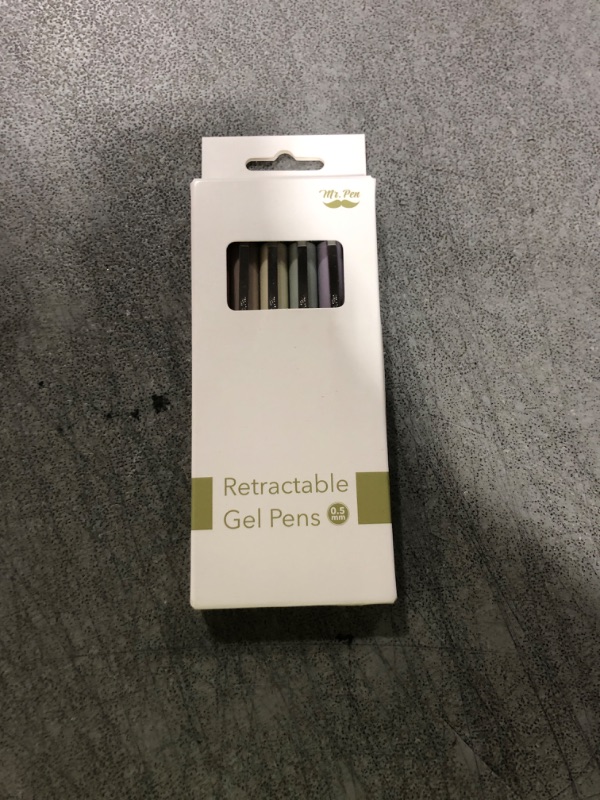 Mr. Pen
Retractable
Gel Pens
0.5
mm